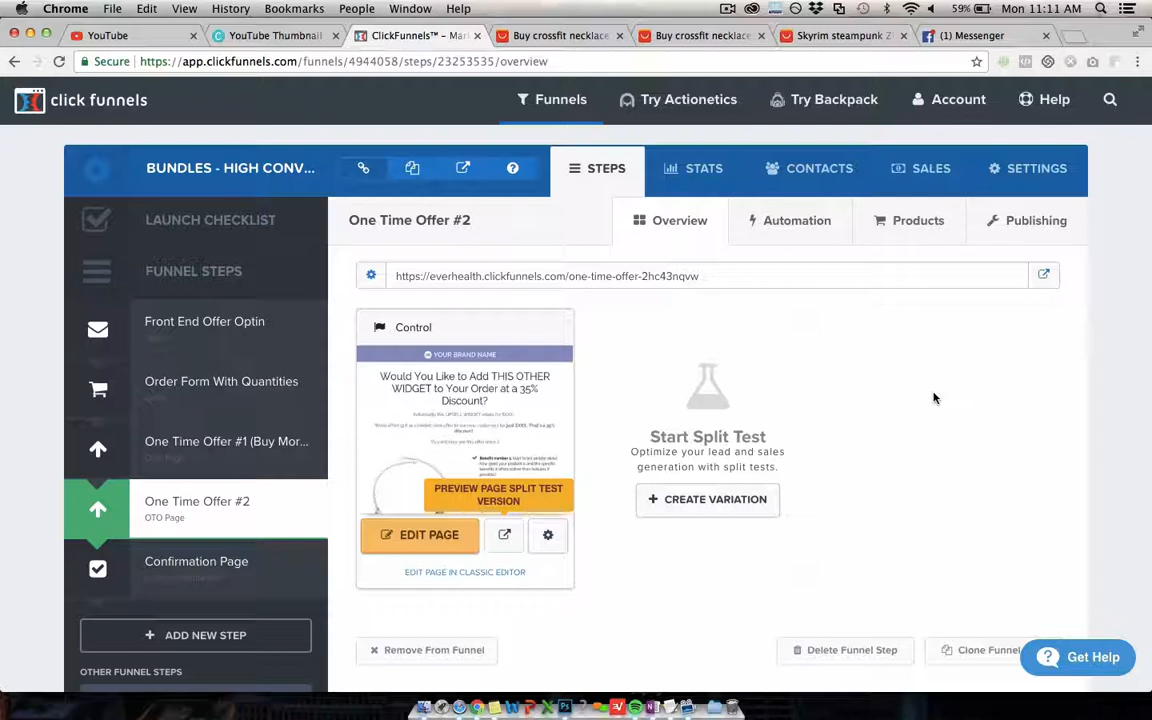 Chrome File Edit View History Bookmarks People Window Help 59% Mon 11:11 AM
YouTube YouTube Thumbnail ClickFunnels™ – Mar Buy crossfit necklace Buy crossfit necklace Skyrim steampunk Z (1) Messenger
Secure https://app.clickfunnels.com/funnels/4944058/steps/23253535/overview
click funnels Funnels Try Actionetics Try Backpack Account Help
BUNDLES - HIGH CONV... STEPS STATS CONTACTS SALES SETTINGS
LAUNCH CHECKLIST
One Time Offer #2 Overview Automation Products Publishing
FUNNEL STEPS
https://everhealth.clickfunnels.com/one-time-offer-2hc43nqvw
Front End Offer Optin
Order Form With Quantities
One Time Offer #1 (Buy Mor...
One Time Offer #2
OTO Page
Confirmation Page
ADD NEW STEP
OTHER FUNNEL STEPS
Control
YOUR BRAND NAME
Would You Like to Add THIS OTHER
WIDGET to Your Order at a 35%
Discount?
PREVIEW PAGE SPLIT TEST
VERSION
EDIT PAGE
EDIT PAGE IN CLASSIC EDITOR
Start Split Test
Optimize your lead and sales
generation with split tests.
CREATE VARIATION
Remove From Funnel Delete Funnel Step Clone Funnel
Get Help